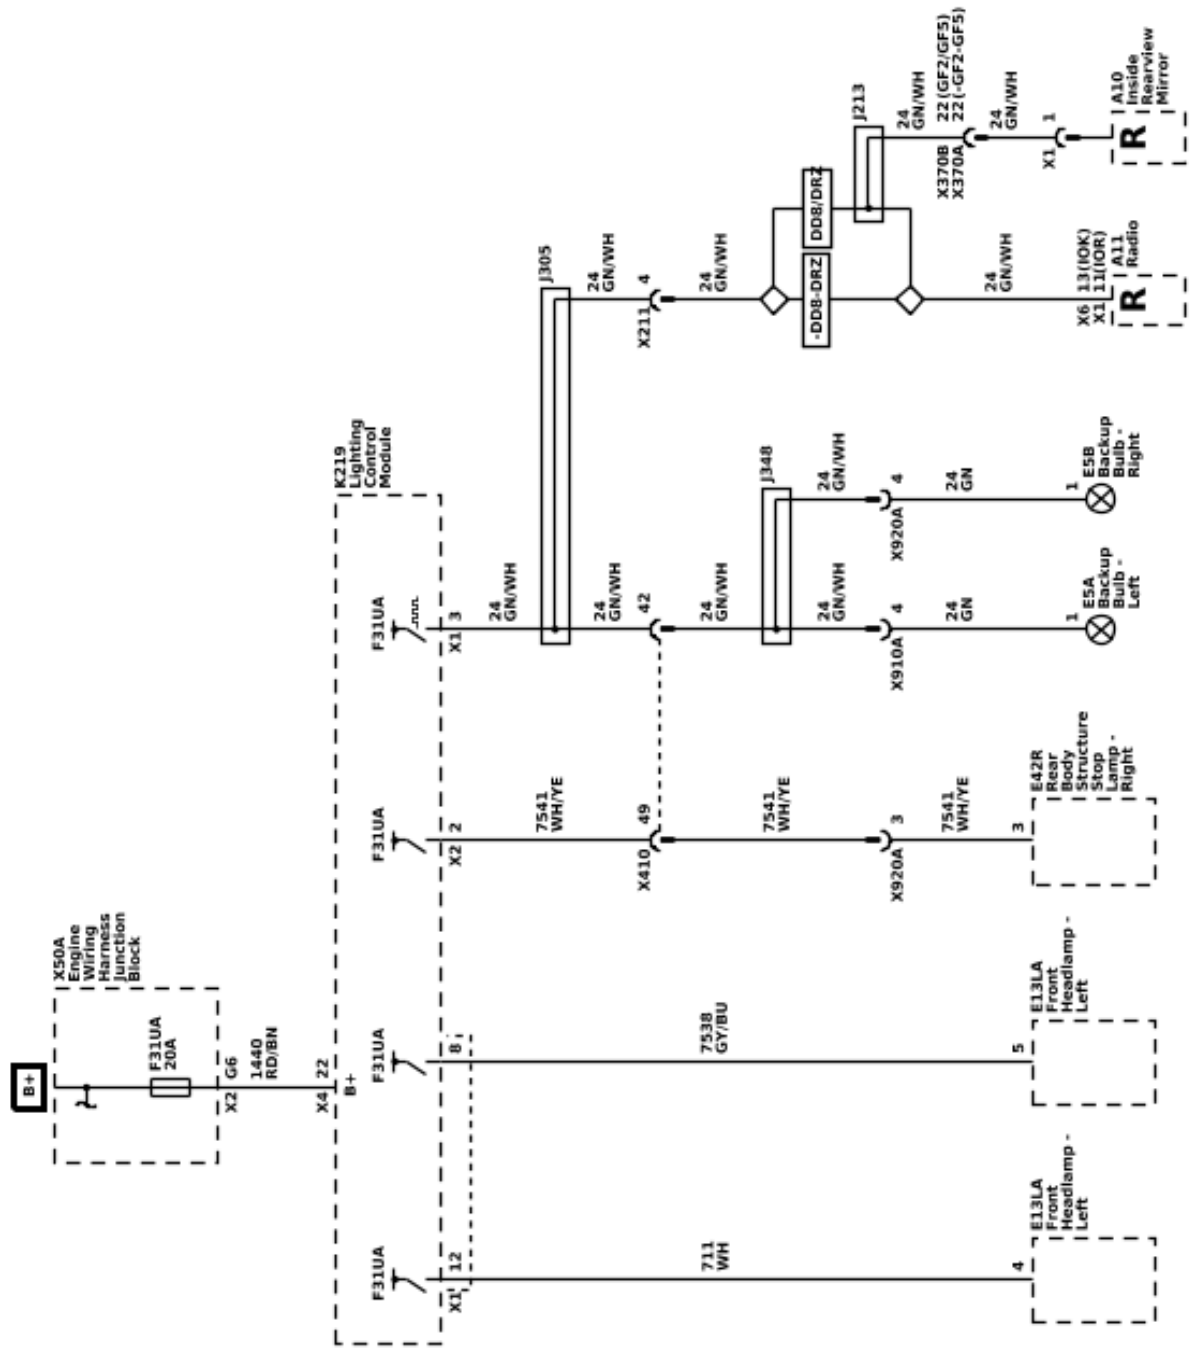 B+
X50A
Engine
Wiring
Harness
Junction
Block
F31UA
20A
X2 G6
1440
RD/BN
X4 22
B+
K219
Lighting
Control
Module
F31UA
X1 12
711
WH
4
E13LA
Front
Headlamp -
Left
F31UA
8
7538
GY/BU
5
E13LA
Front
Headlamp -
Left
F31UA
X2 2
7541
WH/YE
X410 49
7541
WH/YE
X920A 3
7541
WH/YE
3
E42R Rear
Body
Structure
Stop
Lamp -
Right
F31UA
X1 3
24
GN/WH
J305
24
GN/WH
42
24
GN/WH
J348
24
GN/WH
X910A 4
24
GN
1
E5A
Backup
Bulb -
Left
24
GN/WH
X920A 4
24
GN
1
E5B
Backup
Bulb -
Right
24
GN/WH
X211 4
24
GN/WH
-DD8-DRZ
DD8/DRZ
J213
24
GN/WH
X6 13(IOK)
X1 11(IOR)
R
A11
Radio
24
GN/WH
X370B 22(GF2/GF5)
X370A 22(-GF2-GF5)
24
GN/WH
X1 1
R
A10
Inside
Rearview
Mirror